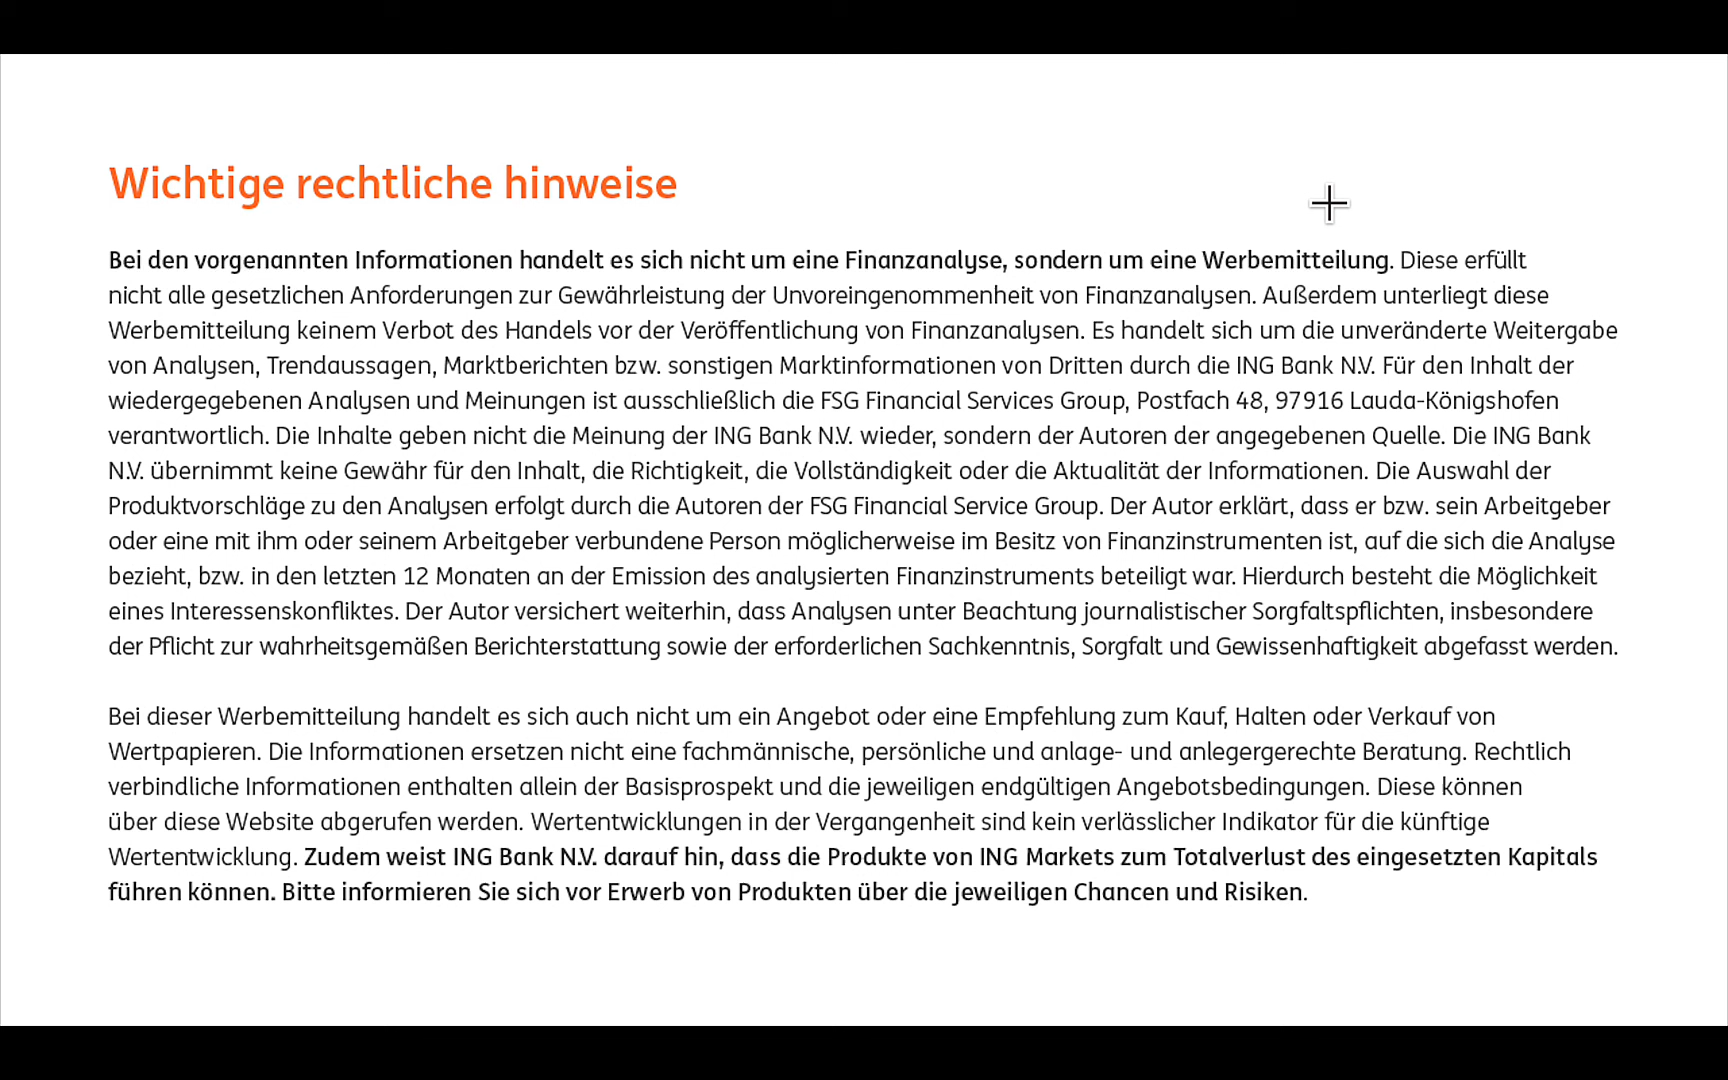 Wichtige rechtliche hinweise
Bei den vorgenannten Informationen handelt es sich nicht um eine Finanzanalyse, sondern um eine Werbemitteilung. Diese erfüllt
nicht alle gesetzlichen Anforderungen zur Gewährleistung der Unvoreingenommenheit von Finanzanalysen. Außerdem unterliegt diese
Werbemitteilung keinem Verbot des Handels vor der Veröffentlichung von Finanzanalysen. Es handelt sich um die unveränderte Weitergabe
von Analysen, Trendaussagen, Marktberichten bzw. sonstigen Marktinformationen von Dritten durch die ING Bank N.V. Für den Inhalt der
wiedergegebenen Analysen und Meinungen ist ausschließlich die FSG Financial Services Group, Postfach 48, 97916 Lauda-Königshofen
verantwortlich. Die Inhalte geben nicht die Meinung der ING Bank N.V. wieder, sondern der Autoren der angegebenen Quelle. Die ING Bank
N.V. übernimmt keine Gewähr für den Inhalt, die Richtigkeit, die Vollständigkeit oder die Aktualität der Informationen. Die Auswahl der
Produktvorschläge zu den Analysen erfolgt durch die Autoren der FSG Financial Service Group. Der Autor erklärt, dass er bzw. sein Arbeitgeber
oder eine mit ihm oder seinem Arbeitgeber verbundene Person möglicherweise im Besitz von Finanzinstrumenten ist, auf die sich die Analyse
bezieht, bzw. in den letzten 12 Monaten an der Emission des analysierten Finanzinstruments beteiligt war. Hierdurch besteht die Möglichkeit
eines Interessenskonfliktes. Der Autor versichert weiterhin, dass Analysen unter Beachtung journalistischer Sorgfaltspflichten, insbesondere
der Pflicht zur wahrheitsgemäßen Berichterstattung sowie der erforderlichen Sachkenntnis, Sorgfalt und Gewissenhaftigkeit abgefasst werden.
Bei dieser Werbemitteilung handelt es sich auch nicht um ein Angebot oder eine Empfehlung zum Kauf, Halten oder Verkauf von
Wertpapieren. Die Informationen ersetzen nicht eine fachmännische, persönliche und anlage- und anlegergerechte Beratung. Rechtlich
verbindliche Informationen enthalten allein der Basisprospekt und die jeweiligen endgültigen Angebotsbedingungen. Diese können
über diese Website abgerufen werden. Wertentwicklungen in der Vergangenheit sind kein verlässlicher Indikator für die künftige
Wertentwicklung. Zudem weist ING Bank N.V. darauf hin, dass die Produkte von ING Markets zum Totalverlust des eingesetzten Kapitals
führen können. Bitte informieren Sie sich vor Erwerb von Produkten über die jeweiligen Chancen und Risiken.